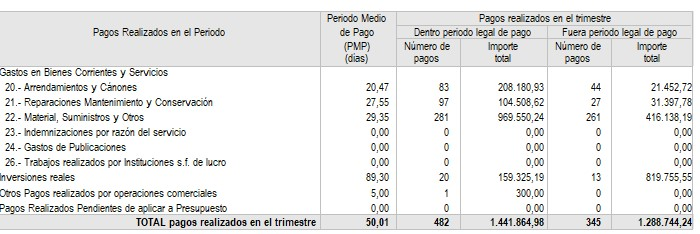 Pagos Realizados en el Periodo
Periodo Medio de Pago (PMP) (días)
Pagos realizados en el trimestre
Dentro periodo legal de pago
Fuera periodo legal de pago
Número de pagos
Importe total
Número de pagos
Importe total
Gastos en Bienes Corrientes y Servicios
20.- Arrendamientos y Cánones 20,47 83 208.180,93 44 21.452,72
21.- Reparaciones Mantenimiento y Conservación 27,55 97 104.508,62 27 31.397,78
22.- Material, Suministros y Otros 29,35 281 969.550,24 261 416.138,19
23.- Indemnizaciones por razón del servicio 0,00 0 0,00 0 0,00
24.- Gastos de Publicaciones 0,00 0 0,00 0 0,00
26.- Trabajos realizados por Instituciones s.f. de lucro 0,00 0 0,00 0 0,00
Inversiones reales 89,30 20 159.325,19 13 819.755,55
Otros Pagos realizados por operaciones comerciales 5,00 1 300,00 0 0,00
Pagos Realizados Pendientes de aplicar a Presupuesto 0,00 0 0,00 0 0,00
TOTAL pagos realizados en el trimestre 50,01 482 1.441.864,98 345 1.288.744,24